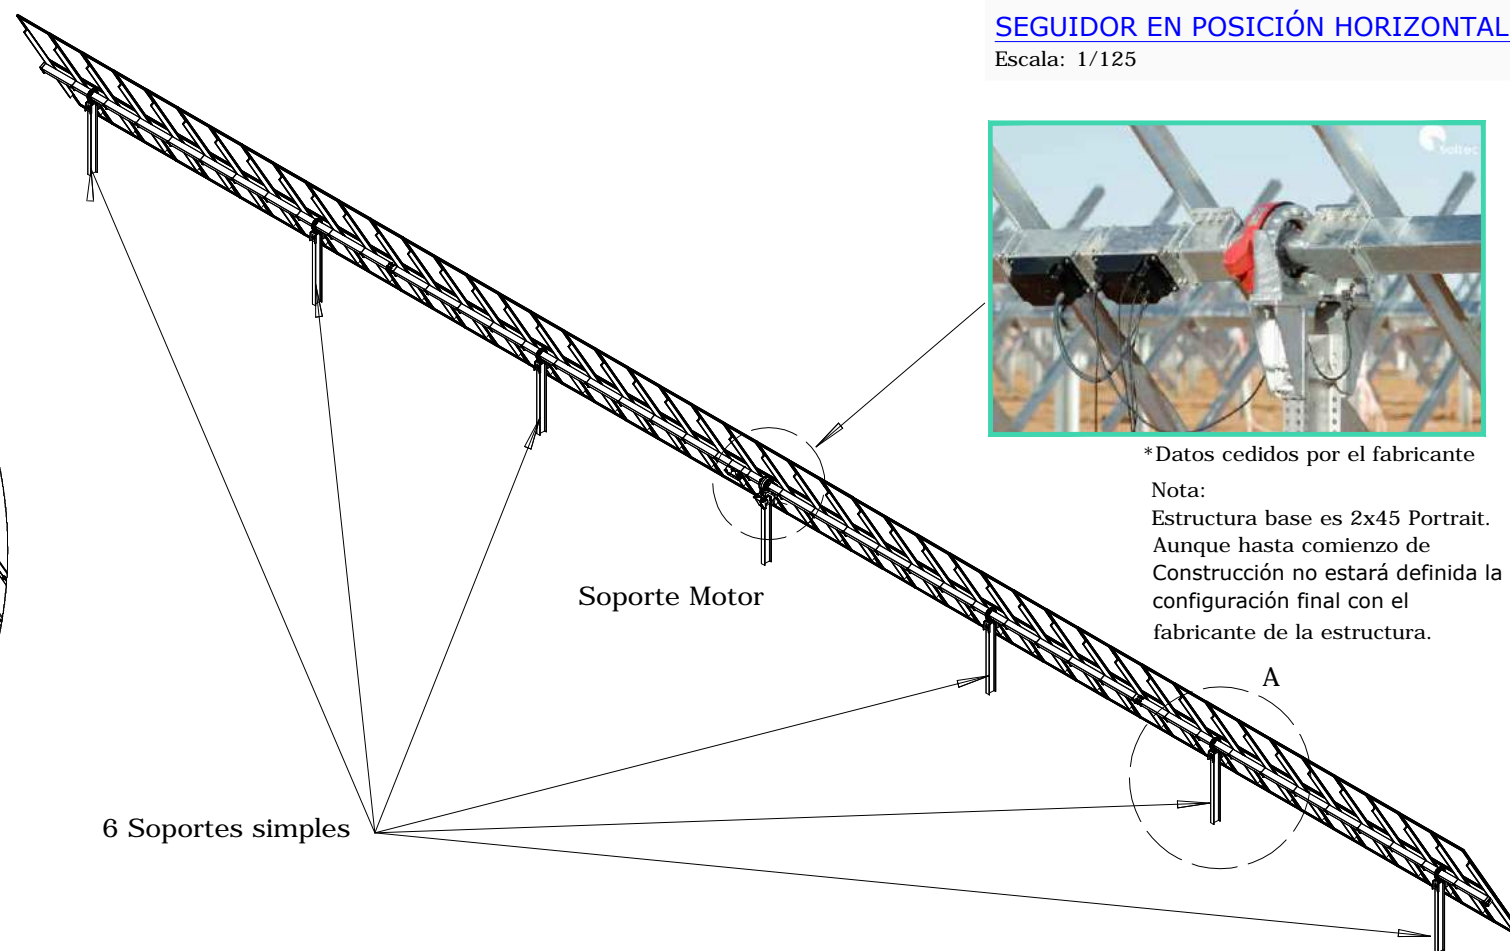 SEGUIDOR EN POSICIÓN HORIZONTAL
Escala: 1/125
Soltec
*Datos cedidos por el fabricante
Nota:
Estructura base es 2x45 Portrait.
Aunque hasta comienzo de
Construcción no estará definida la
configuración final con el
fabricante de la estructura.
Soporte Motor
A
6 Soportes simples